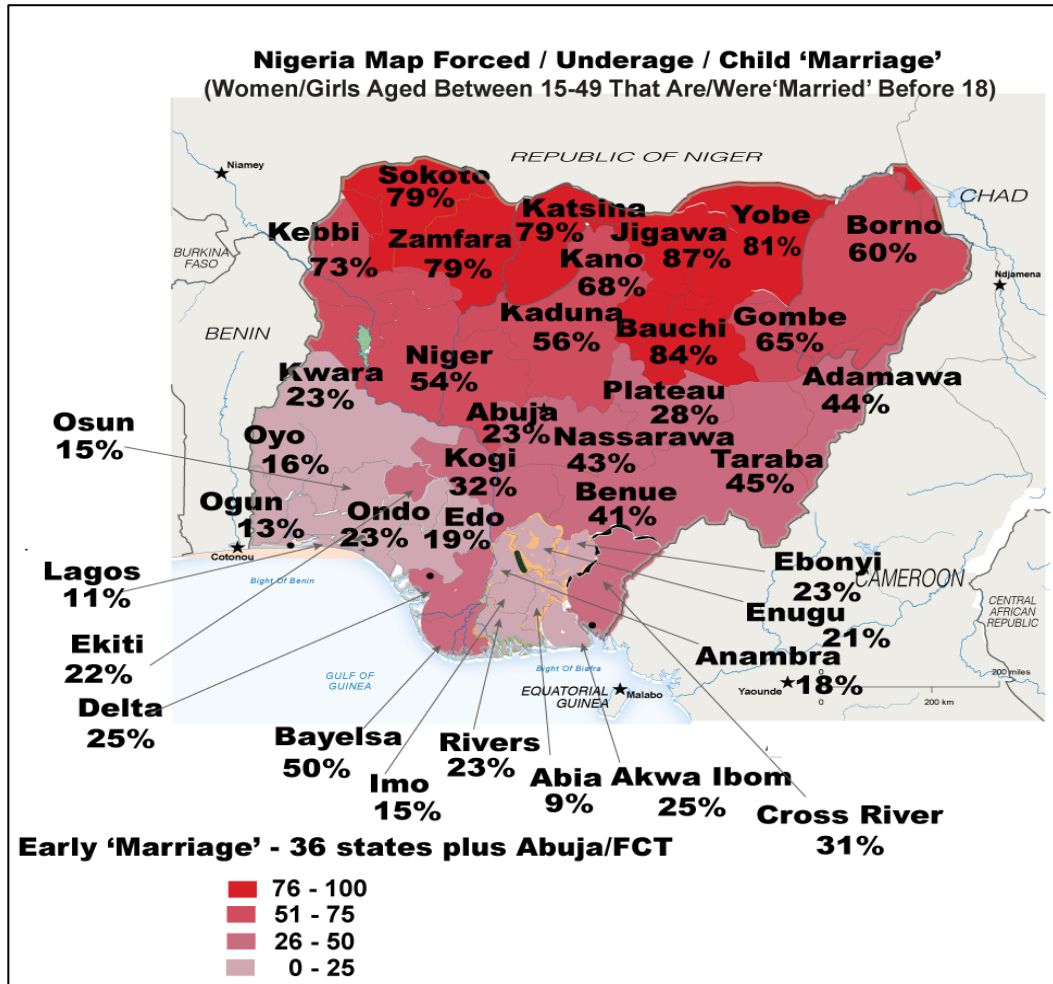 Nigeria Map Forced / Underage / Child ‘Marriage’
(Women/Girls Aged Between 15-49 That Are/Were‘Married’ Before 18)
REPUBLIC OF NIGER
Niamey
Sokoto
79%
Katsina
79%
Yobe
81%
CHAD
Kebbi
73%
Zamfara
79%
Jigawa
87%
Borno
60%
BURKINA
FASO
Kano
68%
Ndjamena
Kaduna
56%
Bauchi
84%
Gombe
65%
BENIN
Niger
54%
Kwara
23%
Plateau
28%
Adamawa
44%
Abuja
23%
Osun
15%
Oyo
16%
Nassarawa
43%
Kogi
32%
Taraba
45%
Ogun
13%
Ondo
23%
Edo
19%
Benue
41%
Cotonou
Lagos
11%
Bight Of Benin
Ebonyi
23%
CAMEROON
CENTRAL
AFRICAN
REPUBLIC
Enugu
21%
Ekiti
22%
Anambra
18%
GULF OF
GUINEA
Bight Of Biafra
EQUATORIAL
GUINEA
Malabo
Yaounde
200 miles
0
0
200 km
Delta
25%
Bayelsa
50%
Rivers
23%
Imo
15%
Abia
9%
Akwa Ibom
25%
Cross River
31%
Early ‘Marriage’ - 36 states plus Abuja/FCT
76 - 100
51 - 75
26 - 50
0 - 25